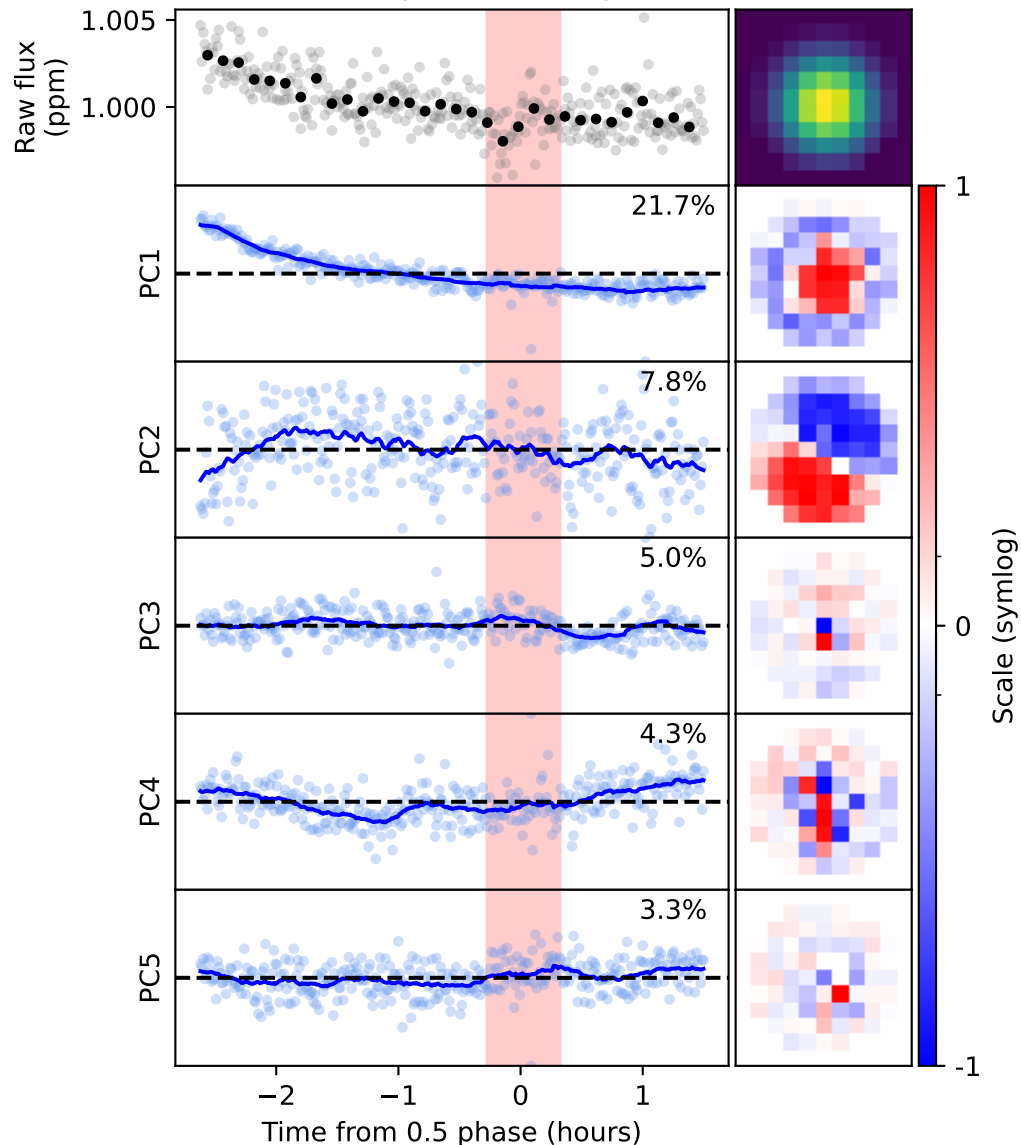 Raw flux
(ppm)
1.005
1.000
PC1
21.7%
PC2
7.8%
PC3
5.0%
PC4
4.3%
PC5
3.3%
1
0
-1
Scale (symlog)
−2
−1
0
1
Time from 0.5 phase (hours)